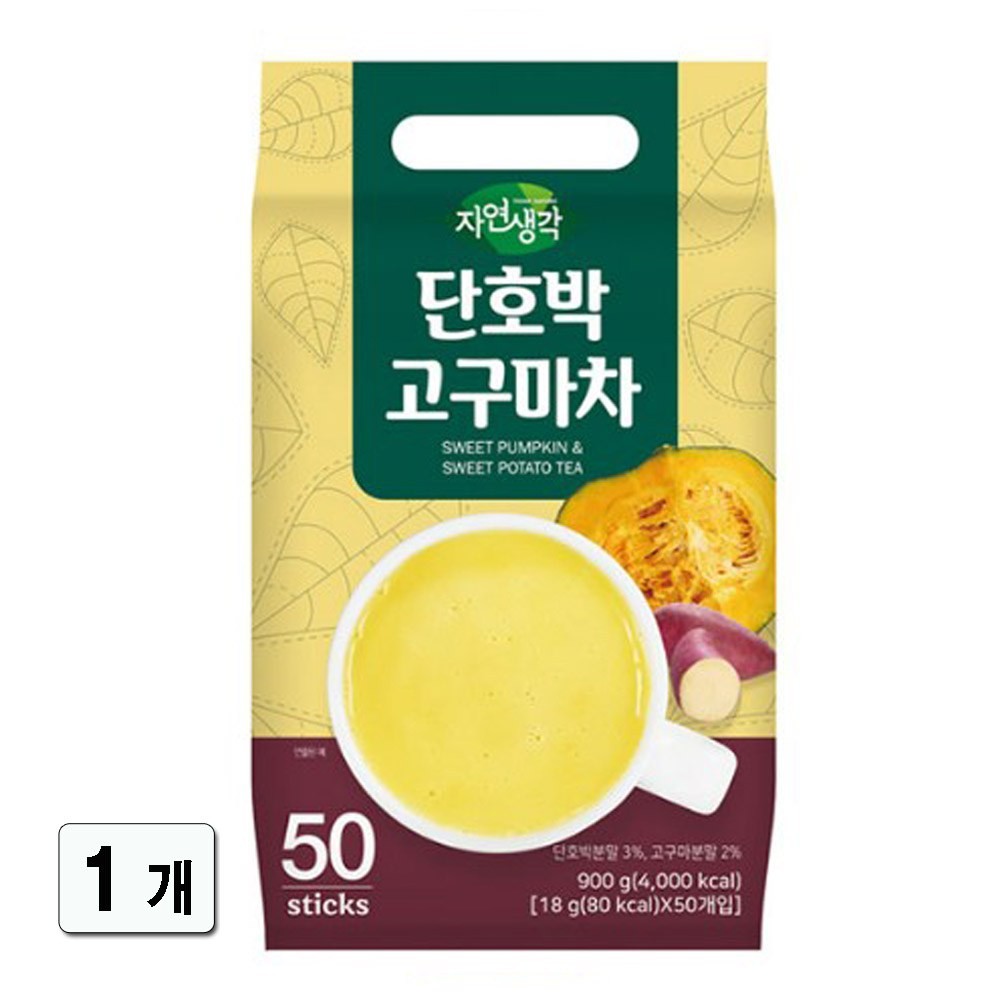 자연생각
단호박
고구마차
SWEET PUMPKIN &
SWEET POTATO TEA
50
sticks
단호박분말 3%, 고구마분말 2%
900 g(4,000 kcal)
[18 g(80 kcal)X50개입]
1 개